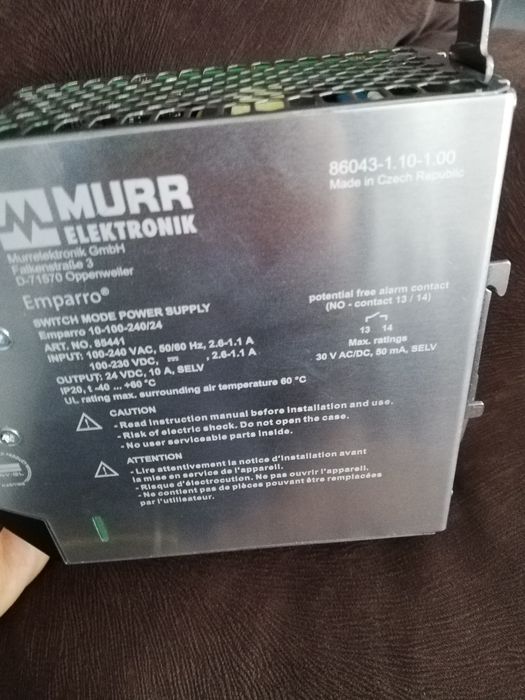 MURR
ELEKTRONIK
Murrelektronik GmbH
Falkenstraße 3
D-71570 Oppenweiler
86043-1.10-1.00
Made in Czech Republic
Emparro®
SWITCH MODE POWER SUPPLY
Emparro 10-100-240/24
ART. NO. 85441
INPUT: 100-240 VAC, 50/60 Hz, 2.6-1.1 A
100-230 VDC, , 2.6-1.1 A
OUTPUT: 24 VDC, 10 A, SELV
IP20, t -40 ... +60 °C
UL rating max. surrounding air temperature 60 °C
potential free alarm contact
(NO - contact 13 / 14)
13 14
Max. ratings
30 V AC/DC, 50 mA, SELV
CAUTION
- Read instruction manual before installation and use.
- Risk of electric shock. Do not open the case.
- No user serviceable parts inside.
ATTENTION
- Lire attentivement la notice d'installation avant
la mise en service de l'appareil.
- Risque d'électrocution. Ne pas ouvrir l'appareil.
- Ne contient pas de pièces pouvant être remplacées
par l'utilisateur.